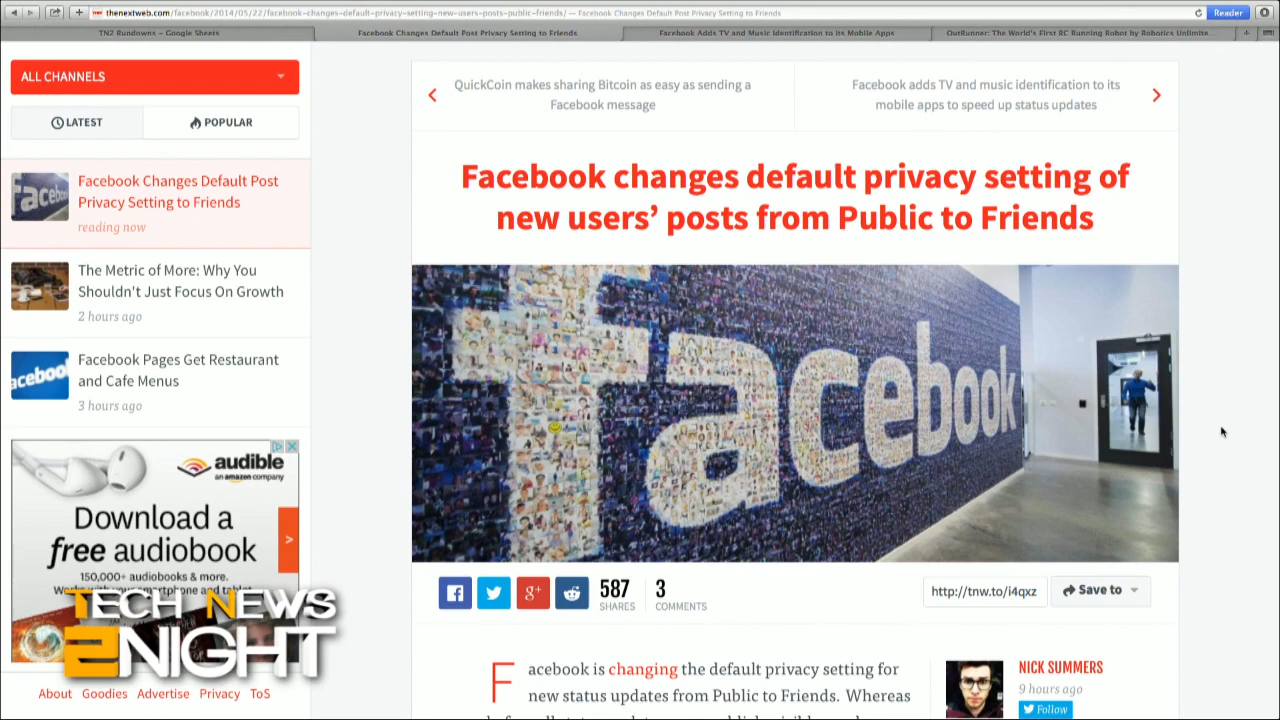 thenextweb.com/facebook/2014/05/22/facebook-changes-default-privacy-setting-new-users-posts-public-friends/ — Facebook Changes Default Post Privacy Setting to Friends
Reader
TN2 Rundowns – Google Sheets
Facebook Changes Default Post Privacy Setting to Friends
Facebook Adds TV and Music Identification to its Mobile Apps
OutRunner: The World's First RC Running Robot by Robotics Unlimite...
ALL CHANNELS
LATEST
POPULAR
Facebook Changes Default Post
Privacy Setting to Friends
reading now
The Metric of More: Why You
Shouldn't Just Focus On Growth
2 hours ago
Facebook Pages Get Restaurant
and Cafe Menus
3 hours ago
audible
an amazon company
Download a
free audiobook
>
150,000+ audiobooks & more.
Works with your smartphone and tablet
TECH NEWS
2NIGHT
About Goodies Advertise Privacy ToS
QuickCoin makes sharing Bitcoin as easy as sending a
Facebook message
Facebook adds TV and music identification to its
mobile apps to speed up status updates
Facebook changes default privacy setting of
new users’ posts from Public to Friends
facebook
587
SHARES
3
COMMENTS
http://tnw.to/i4qxz
Save to
Facebook is changing the default privacy setting for
new status updates from Public to Friends. Whereas
NICK SUMMERS
9 hours ago
Follow